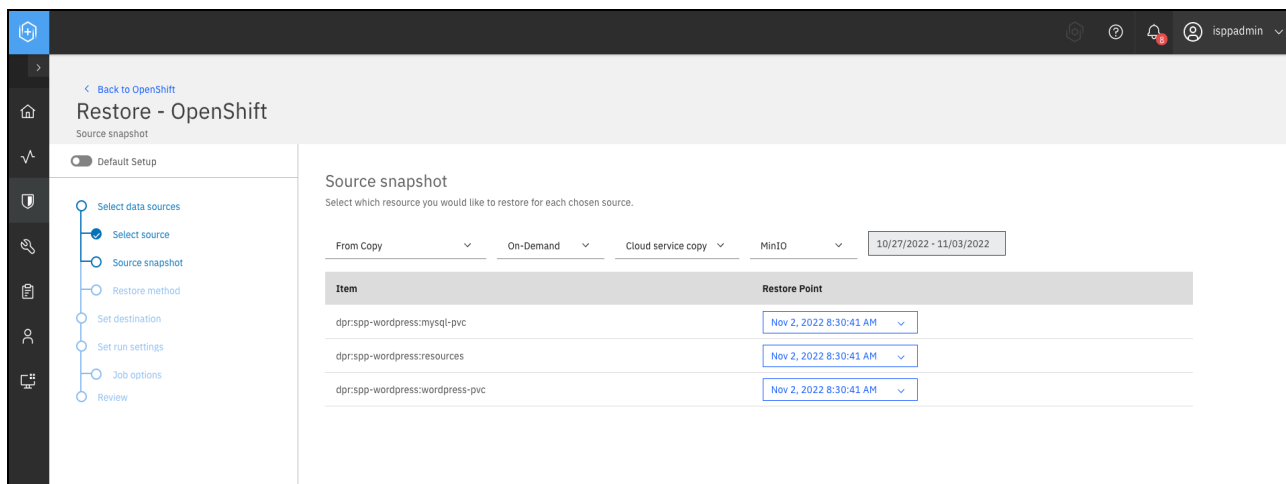 isppadmin
8
Back to OpenShift
Restore - OpenShift
Source snapshot
Default Setup
Select data sources
Select source
Source snapshot
Restore method
Set destination
Set run settings
Job options
Review
Source snapshot
Select which resource you would like to restore for each chosen source.
From Copy On-Demand Cloud service copy MinIO 10/27/2022 - 11/03/2022
Item Restore Point
dpr:spp-wordpress:mysql-pvc Nov 2, 2022 8:30:41 AM
dpr:spp-wordpress:resources Nov 2, 2022 8:30:41 AM
dpr:spp-wordpress:wordpress-pvc Nov 2, 2022 8:30:41 AM